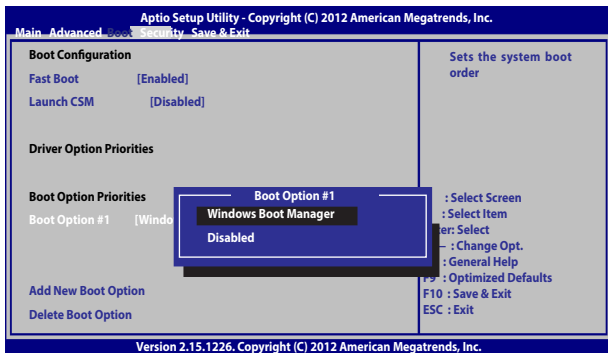 Aptio Setup Utility - Copyright (C) 2012 American Megatrends, Inc.
Main Advanced Boot Security Save & Exit
Boot Configuration
Fast Boot [Enabled]
Launch CSM [Disabled]
Driver Option Priorities
Boot Option Priorities
Boot Option #1 [Windo
Add New Boot Option
Delete Boot Option
Boot Option #1
Windows Boot Manager
Disabled
Sets the system boot
order
: Select Screen
: Select Item
er: Select
– : Change Opt.
: General Help
F9 : Optimized Defaults
F10 : Save & Exit
ESC : Exit
Version 2.15.1226. Copyright (C) 2012 American Megatrends, Inc.